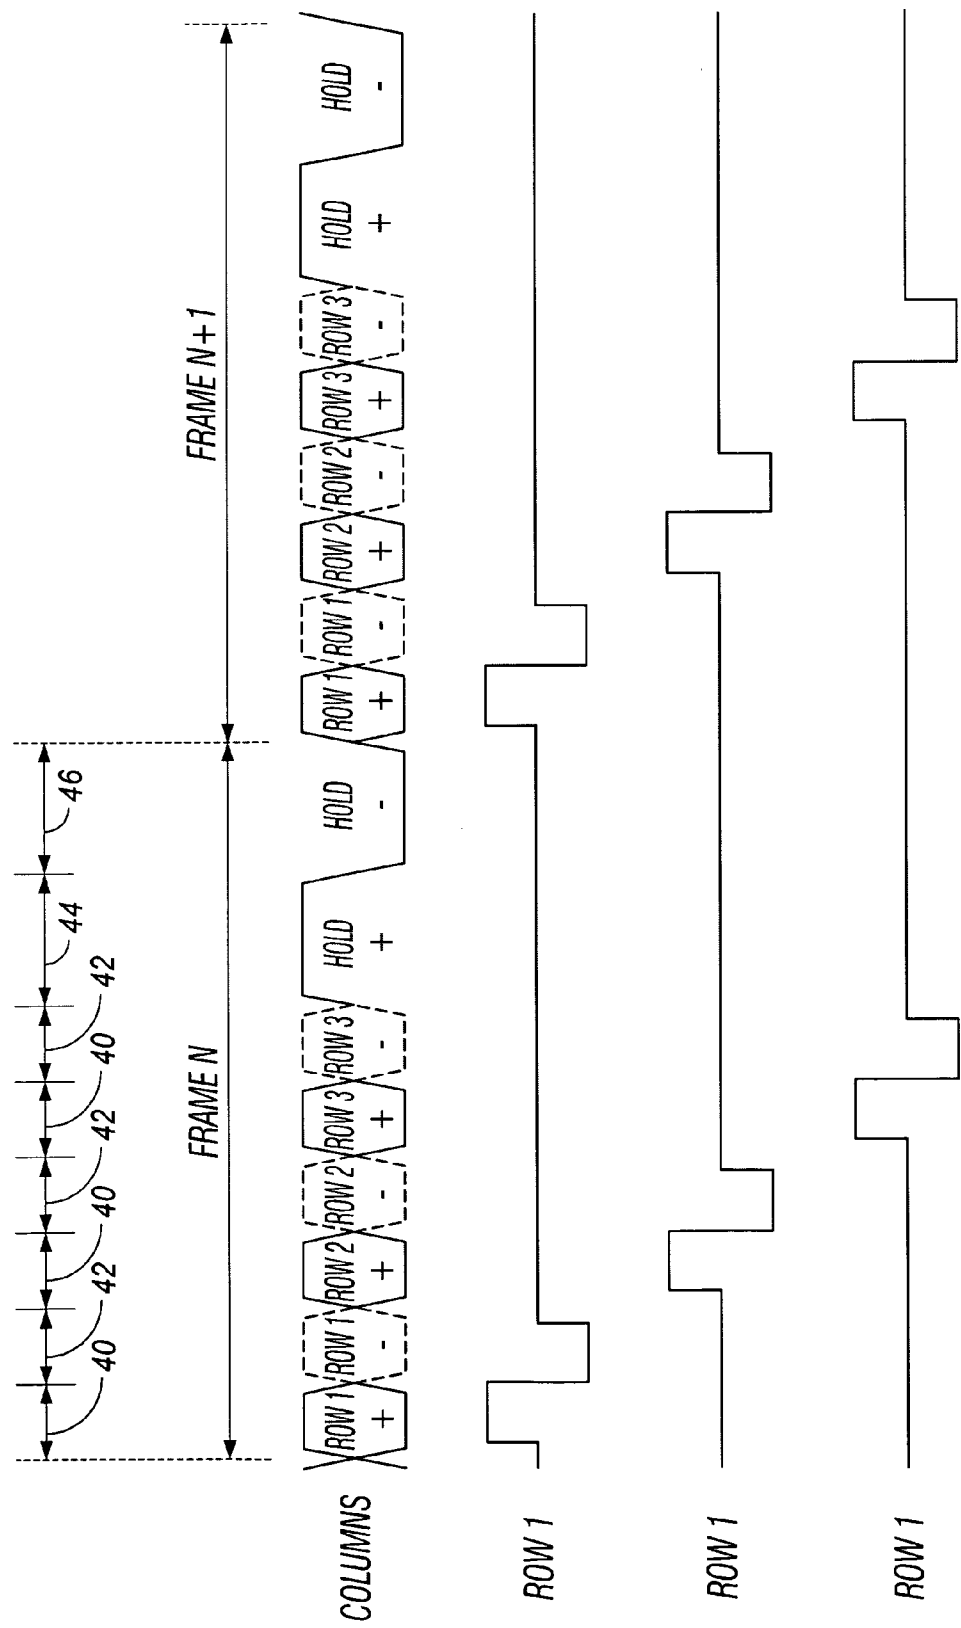 40 42 40 42 40 42 44 46
FRAME N FRAME N+1
COLUMNS ROW 1 ROW 1 ROW 2 ROW 2 ROW 3 ROW 3 HOLD HOLD ROW 1 ROW 1 ROW 2 ROW 2 ROW 3 ROW 3 HOLD HOLD
+ - + - + - + - + - + - + - + -
ROW 1
ROW 1
ROW 1